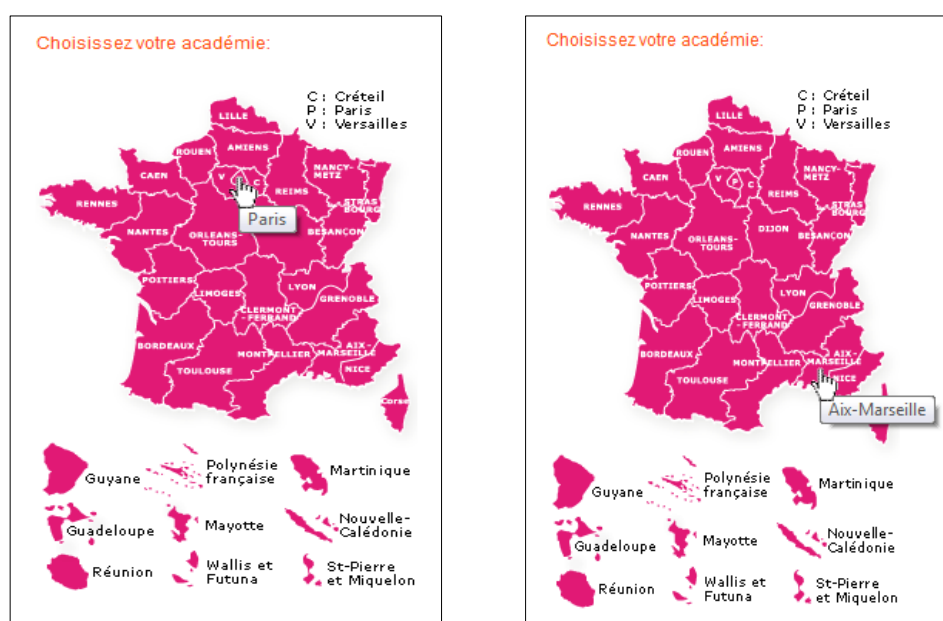 Choisissez votre académie:
C : Créteil
P : Paris
V : Versailles
LILLE
ROUEN
AMIENS
CAEN
V
C
REIMS
NANCY-
METZ
STRAS
BOURG
RENNES
Paris
NANTES
ORLEANS-
TOURS
BESANÇON
POITIERS
LIMOGES
LYON
CLERMONT
-FERRAND
GRENOBLE
BORDEAUX
MONTPELLIER
AIX-
MARSEILLE
TOULOUSE
NICE
Corse
Guyane
Polynésie
française
Martinique
Guadeloupe
Mayotte
Nouvelle-
Calédonie
Réunion
Wallis et
Futuna
St-Pierre
et Miquelon
Choisissez votre académie:
C : Créteil
P : Paris
V : Versailles
LILLE
ROUEN
AMIENS
CAEN
V
P
C
REIMS
NANCY-
METZ
STRAS
BOURG
RENNES
NANTES
ORLEANS-
TOURS
DIJON
BESANÇON
POITIERS
LIMOGES
LYON
CLERMONT
-FERRAND
GRENOBLE
BORDEAUX
MONTPELLIER
AIX-
MARSEILLE
TOULOUSE
NICE
Aix-Marseille
Guyane
Polynésie
française
Martinique
Guadeloupe
Mayotte
Nouvelle-
Calédonie
Réunion
Wallis et
Futuna
St-Pierre
et Miquelon